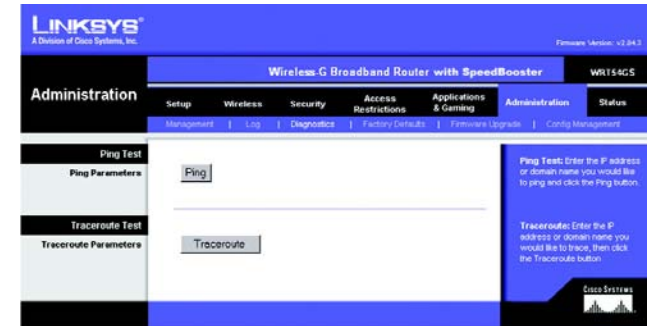 LINKSYS®
A Division of Cisco Systems, Inc.
Firmware Version: v2.04.3
Wireless-G Broadband Router with SpeedBooster
WRT54GS
Administration
Setup
Wireless
Security
Access
Restrictions
Applications
& Gaming
Administration
Status
Management | Log | Diagnostics | Factory Defaults | Firmware Upgrade | Config Management
Ping Test
Ping Parameters
Ping
Ping Test: Enter the IP address
or domain name you would like
to ping and click the Ping button.
Traceroute Test
Traceroute Parameters
Traceroute
Traceroute: Enter the IP
address or domain name you
would like to trace, then click
the Traceroute button
CISCO SYSTEMS